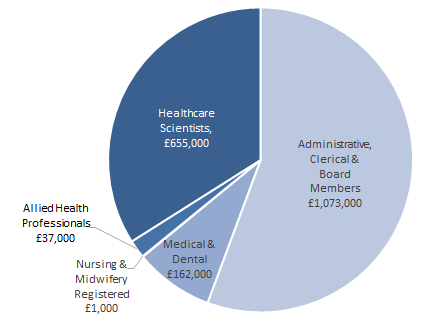 Healthcare
Scientists,
£655,000
Administrative,
Clerical &
Board
Members
£1,073,000
Allied Health
Professionals
£37,000
Medical &
Dental
£162,000
Nursing &
Midwifery
Registered
£1,000